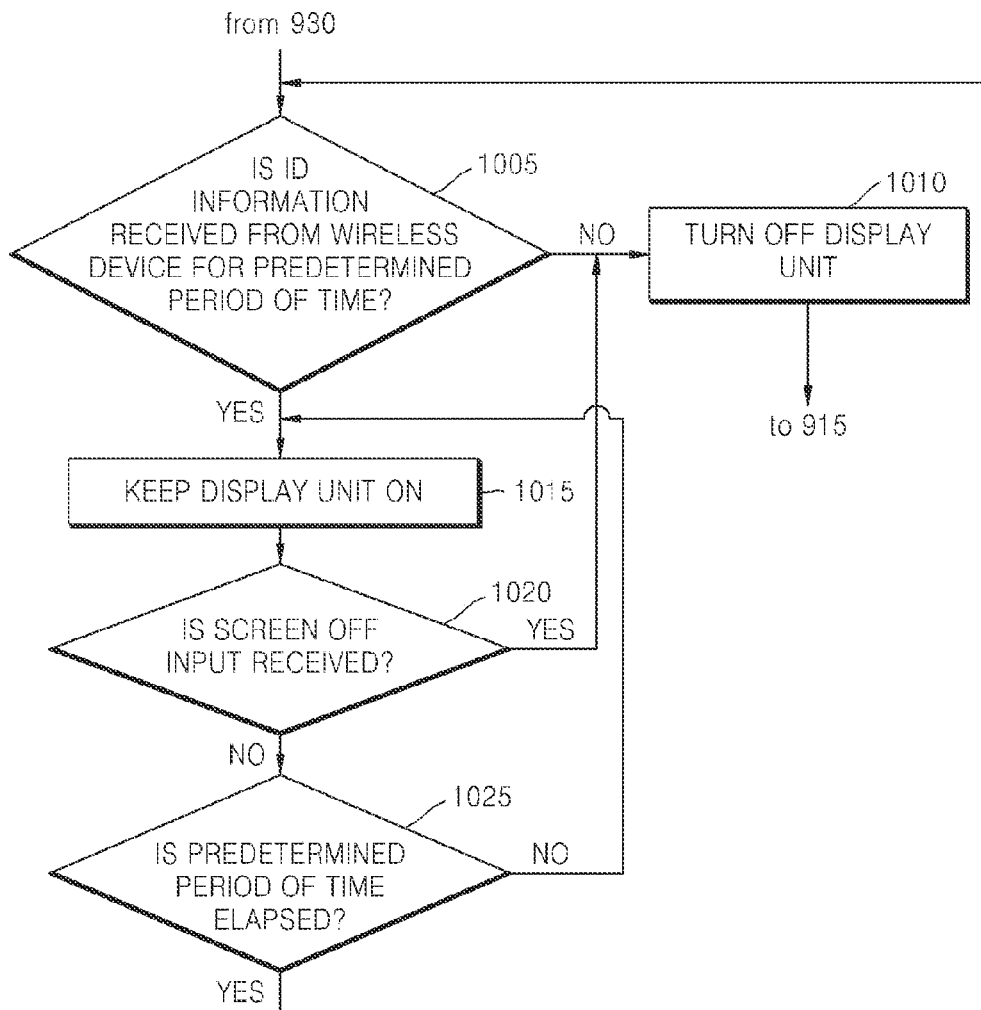 from 930
IS ID
INFORMATION
RECEIVED FROM WIRELESS
DEVICE FOR PREDETERMINED
PERIOD OF TIME?
1005
NO
1010
TURN OFF DISPLAY
UNIT
to 915
YES
KEEP DISPLAY UNIT ON
1015
IS SCREEN OFF
INPUT RECEIVED?
1020
YES
NO
IS PREDETERMINED
PERIOD OF TIME
ELAPSED?
1025
NO
YES